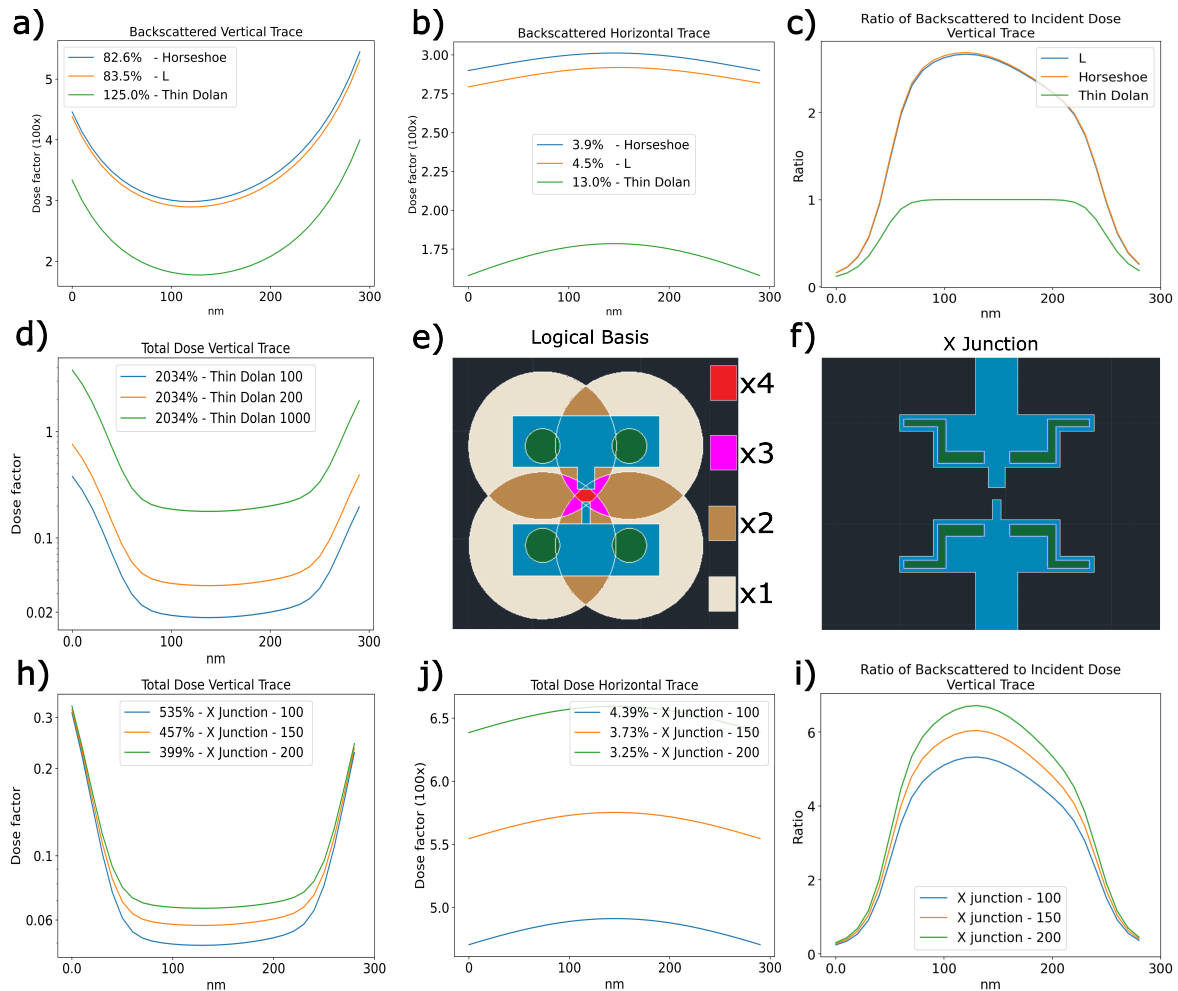 a)
Backscattered Vertical Trace
Dose factor (100x)
5
4
3
2
82.6% - Horseshoe
83.5% - L
125.0% - Thin Dolan
0
100
200
300
nm
b)
Backscattered Horizontal Trace
Dose factor (100x)
3.00
2.75
2.50
2.25
2.00
1.75
3.9% - Horseshoe
4.5% - L
13.0% - Thin Dolan
0
100
200
300
nm
c)
Ratio of Backscattered to Incident Dose
Vertical Trace
Ratio
2
1
0
L
Horseshoe
Thin Dolan
0.0
100
200
300
nm
d)
Total Dose Vertical Trace
Dose factor
1
0.1
0.02
2034% - Thin Dolan 100
2034% - Thin Dolan 200
2034% - Thin Dolan 1000
0.0
100
200
300
nm
e)
Logical Basis
x4
x3
x2
x1
f)
X Junction
h)
Total Dose Vertical Trace
Dose factor
0.3
0.2
0.1
0.06
535% - X Junction - 100
457% - X Junction - 150
399% - X Junction - 200
0.0
100
200
300
nm
j)
Total Dose Horizontal Trace
Dose factor (100x)
6.5
6.0
5.5
5.0
4.39% - X Junction - 100
3.73% - X Junction - 150
3.25% - X Junction - 200
0
100
200
300
nm
i)
Ratio of Backscattered to Incident Dose
Vertical Trace
Ratio
6
4
2
0
X junction - 100
X junction - 150
X junction - 200
0.0
100
200
300
nm